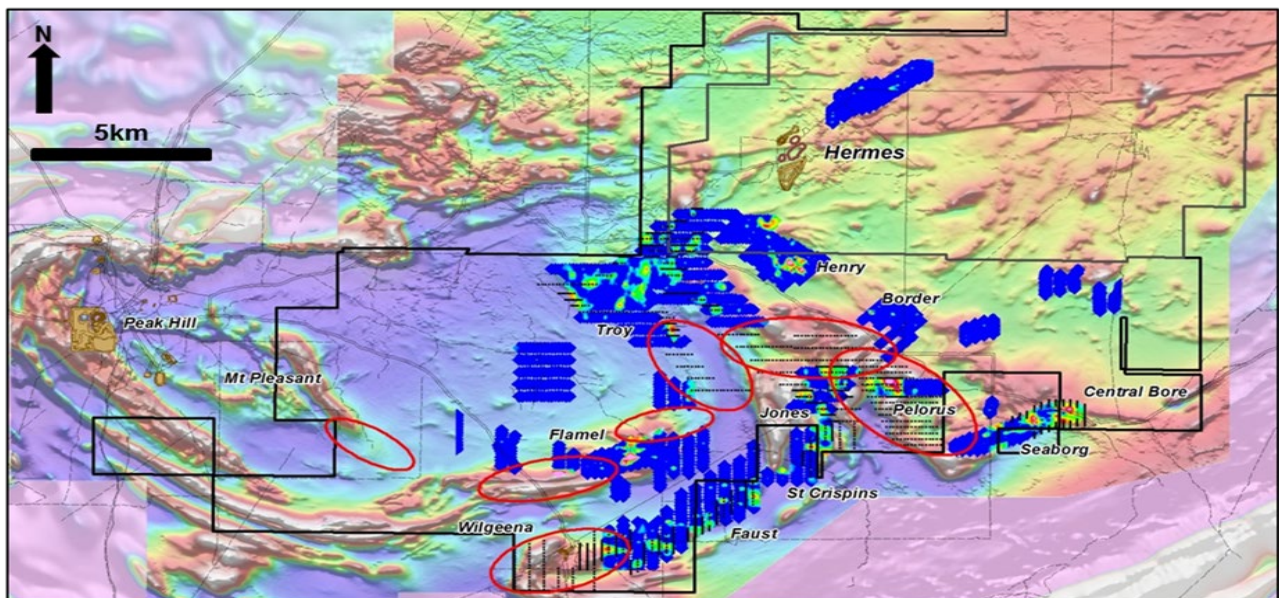 N
5km
Hermes
Henry
Border
Peak Hill
Troy
Mt Pleasant
Central Bore
Jones
Pelorus
Flamel
Seaborg
St Crispins
Wilgeena
Faust